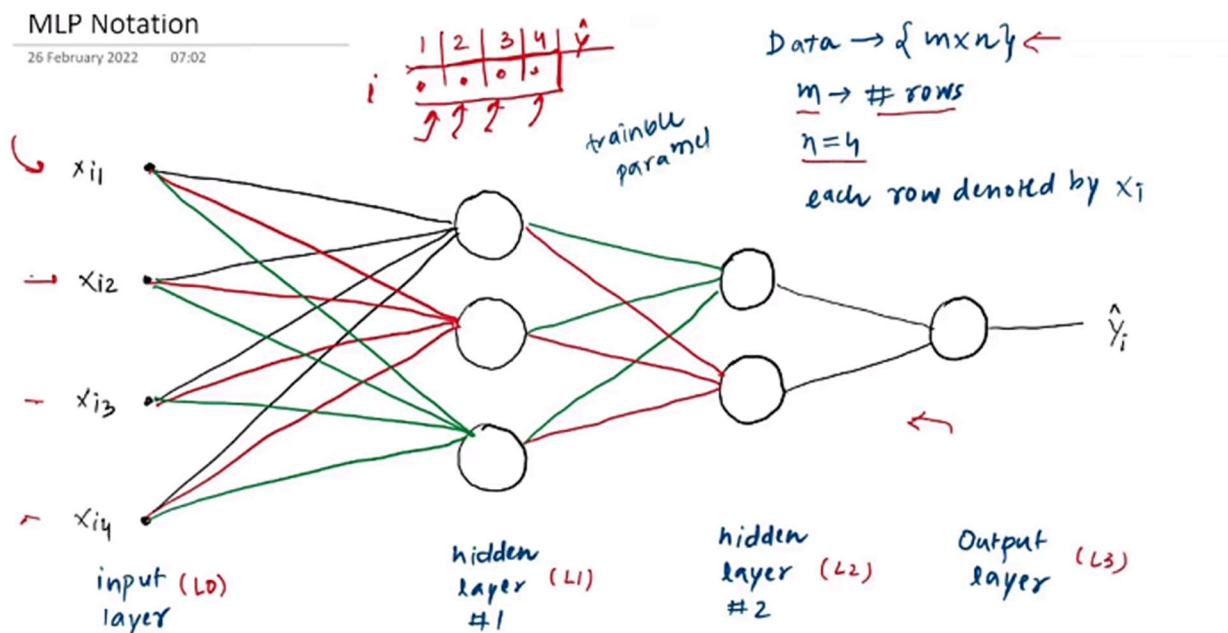 MLP Notation
26 February 2022 07:02
1 2 3 4 ŷ
i
Data → { m x n } ←
m → # rows
n = 4
each row denoted by xi
trainble
paramel
xi1
xi2
xi3
xi4
ŷi
input (L0)
layer
hidden
layer (L1)
#1
hidden
layer (L2)
#2
Output
layer (L3)